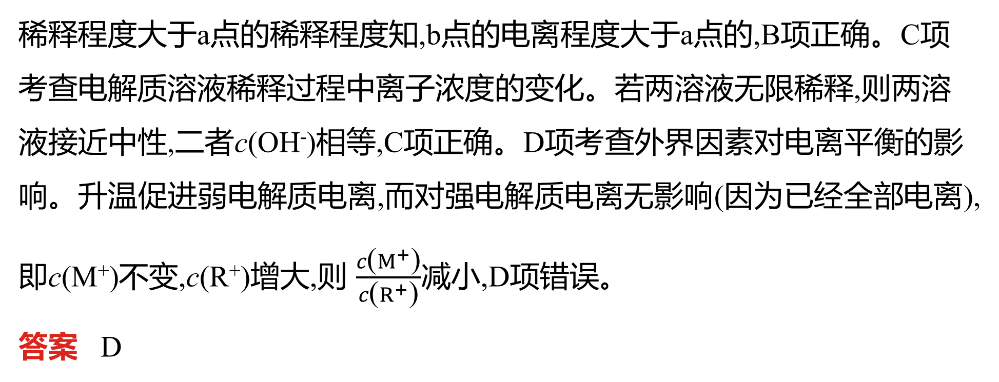 稀释程度大于a点的稀释程度知,b点的电离程度大于a点的,B项正确。C项
考查电解质溶液稀释过程中离子浓度的变化。若两溶液无限稀释,则两溶
液接近中性,二者c(OH⁻)相等,C项正确。D项考查外界因素对电离平衡的影
响。升温促进弱电解质电离,而对强电解质电离无影响(因为已经全部电离),
即c(M⁺)不变,c(R⁺)增大,则 c(M⁺)/c(R⁺)减小,D项错误。
答案 D